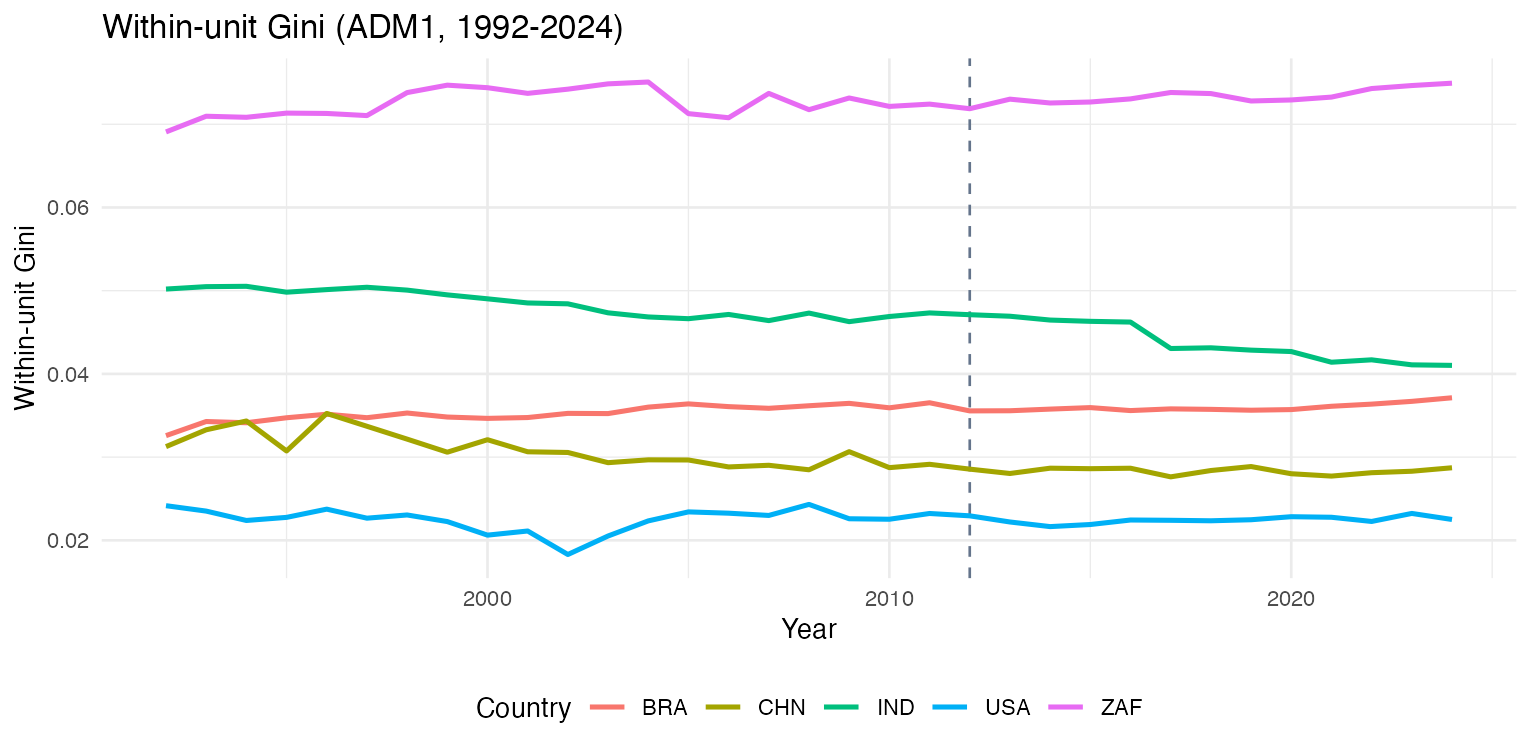 Within-unit Gini (ADM1, 1992-2024)
Within-unit Gini
0.06
0.04
0.02
2000 2010 2020
Year
Country BRA CHN IND USA ZAF